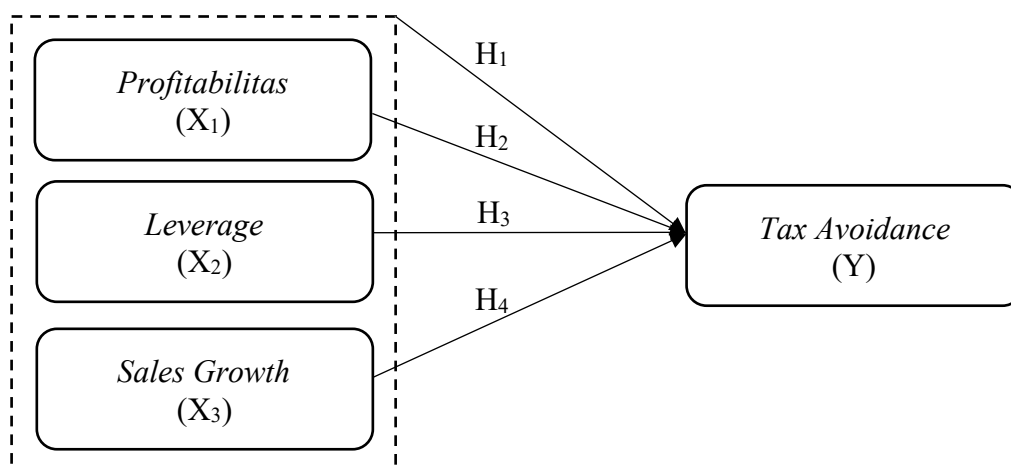 Profitabilitas
(X₁)
Leverage
(X₂)
Sales Growth
(X₃)
H₁
H₂
H₃
H₄
Tax Avoidance
(Y)